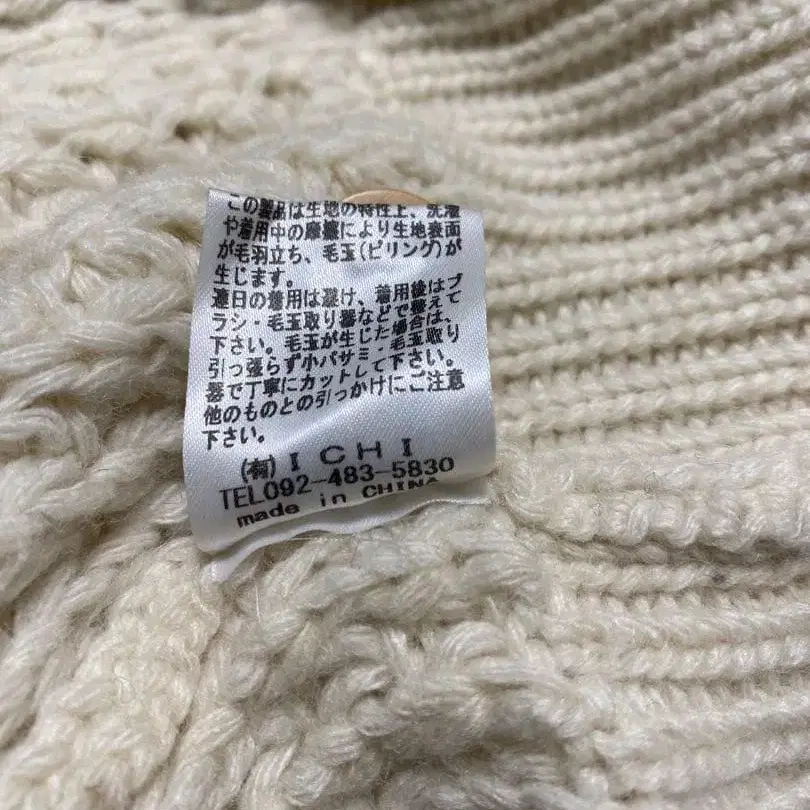 この製品は生地の特性上、洗濯
や着用中の摩擦により生地表面
が毛羽立ち、毛玉(ピリング)が
生じます。
連日の着用は避け、着用後はブ
ラシ・毛玉取り器などで整えて
下さい。毛玉が生じた場合は、
引っ張らず小バサミ・毛玉取り
器で丁寧にカットして下さい。
他のものとの引っかけにご注意
下さい。
(有)ICHI
TEL092-483-5830
made in CHINA